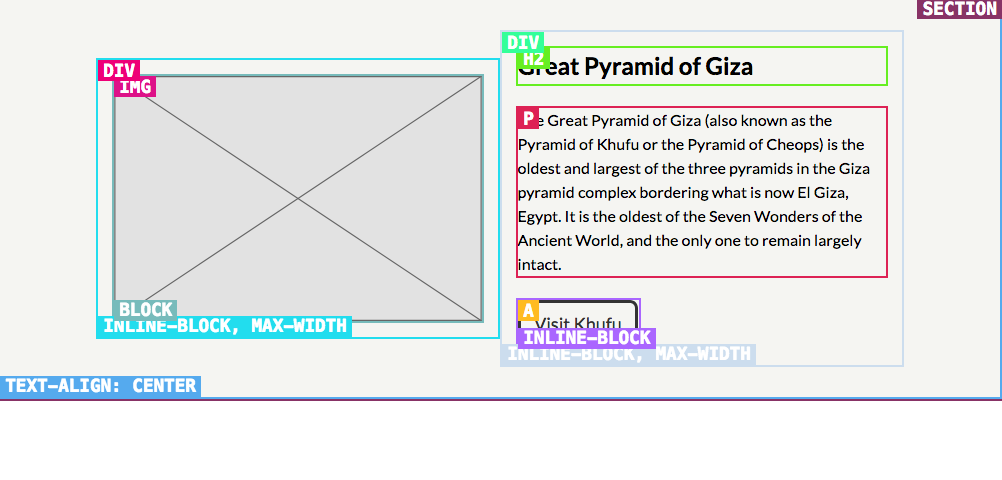 SECTION
DIV
H2
Great Pyramid of Giza
DIV
IMG
P
e Great Pyramid of Giza (also known as the
Pyramid of Khufu or the Pyramid of Cheops) is the
oldest and largest of the three pyramids in the Giza
pyramid complex bordering what is now El Giza,
Egypt. It is the oldest of the Seven Wonders of the
Ancient World, and the only one to remain largely
intact.
BLOCK
INLINE-BLOCK, MAX-WIDTH
A
Visit Khufu
INLINE-BLOCK
INLINE-BLOCK, MAX-WIDTH
TEXT-ALIGN: CENTER